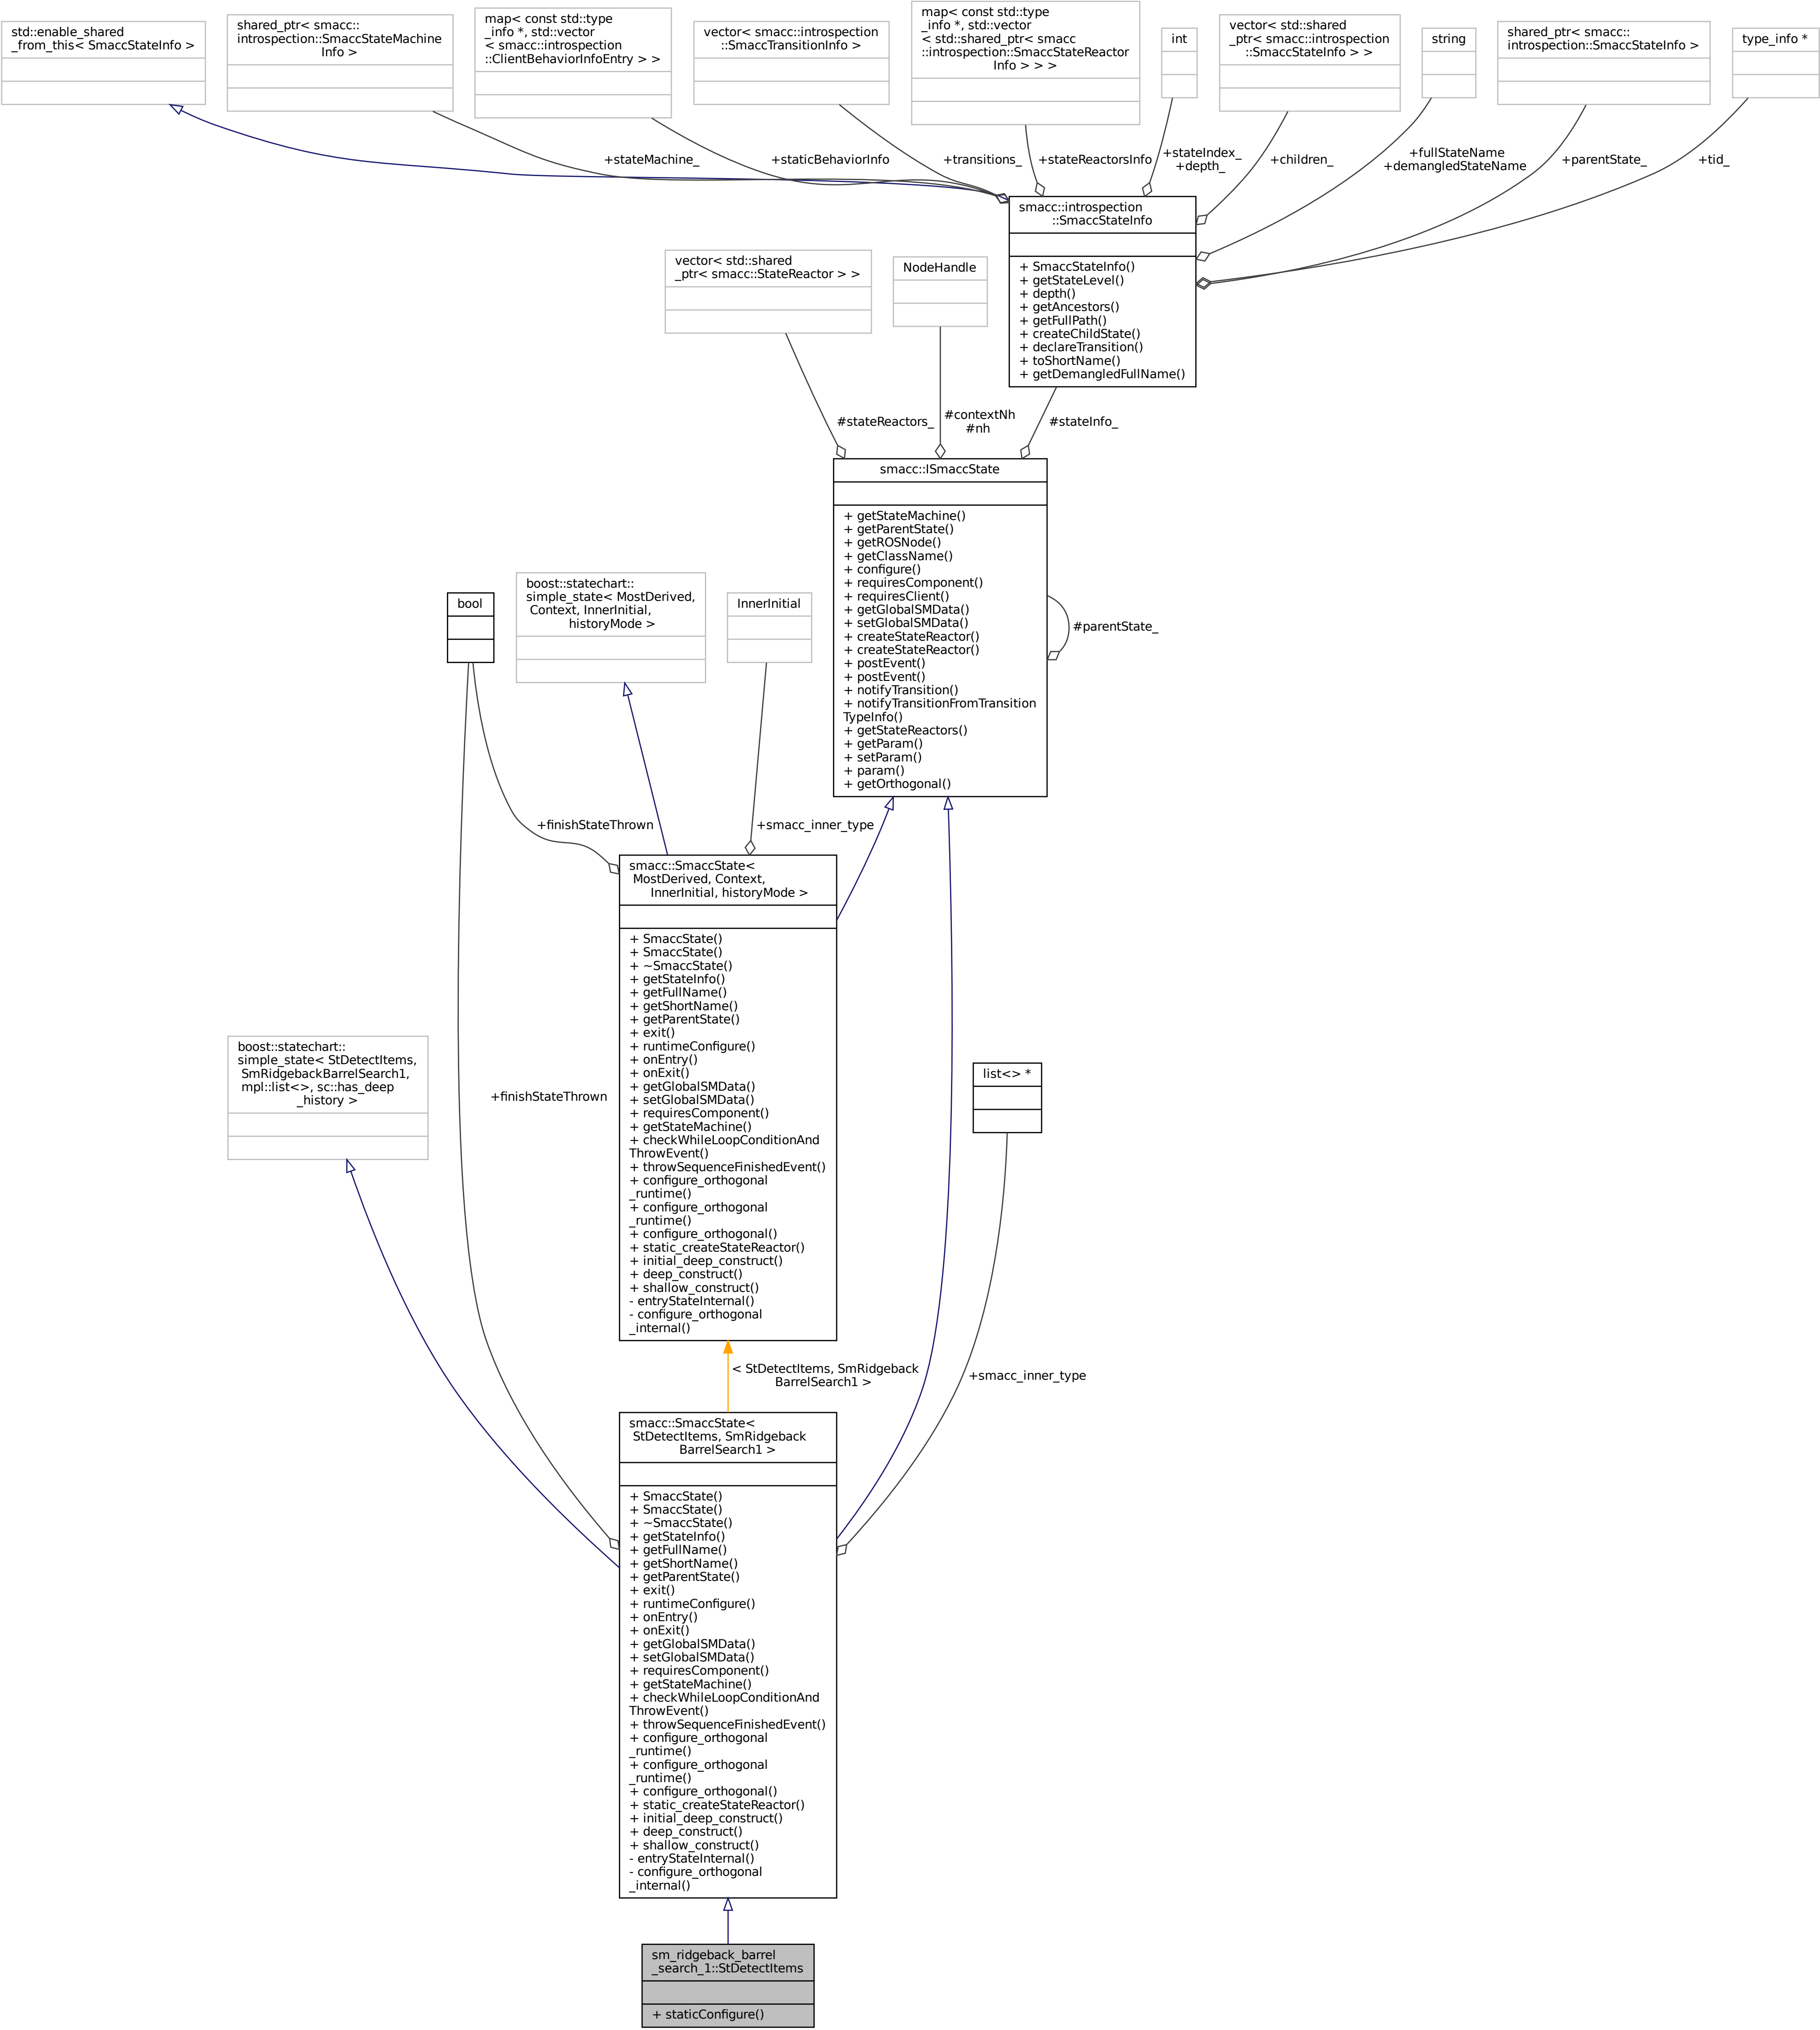 std::enable_shared
_from_this< SmaccStateInfo >
shared_ptr< smacc::
introspection::SmaccStateMachine
Info >
map< const std::type
_info *, std::vector
< smacc::introspection
::ClientBehaviorInfoEntry > >
vector< smacc::introspection
::SmaccTransitionInfo >
map< const std::type
_info *, std::vector
< std::shared_ptr< smacc
::introspection::SmaccStateReactor
Info > > >
int
vector< std::shared
_ptr< smacc::introspection
::SmaccStateInfo > >
string
shared_ptr< smacc::
introspection::SmaccStateInfo >
type_info *
+stateMachine_
+staticBehaviorInfo
+transitions_
+stateReactorsInfo
+stateIndex_
+depth_
+children_
+fullStateName
+demangledStateName
+parentState_
+tid_
smacc::introspection
::SmaccStateInfo
+ SmaccStateInfo()
+ getStateLevel()
+ depth()
+ getAncestors()
+ getFullPath()
+ createChildState()
+ declareTransition()
+ toShortName()
+ getDemangledFullName()
vector< std::shared
_ptr< smacc::StateReactor > >
NodeHandle
#stateReactors_
#contextNh
#nh
#stateInfo_
smacc::ISmaccState
+ getStateMachine()
+ getParentState()
+ getROSNode()
+ getClassName()
+ configure()
+ requiresComponent()
+ requiresClient()
+ getGlobalSMData()
+ setGlobalSMData()
+ createStateReactor()
+ createStateReactor()
+ postEvent()
+ postEvent()
+ notifyTransition()
+ notifyTransitionFromTransition
TypeInfo()
+ getStateReactors()
+ getParam()
+ setParam()
+ param()
+ getOrthogonal()
#parentState_
bool
boost::statechart::
simple_state< MostDerived,
Context, InnerInitial,
historyMode >
InnerInitial
+finishStateThrown
+smacc_inner_type
smacc::SmaccState<
MostDerived, Context,
InnerInitial, historyMode >
+ SmaccState()
+ SmaccState()
+ ~SmaccState()
+ getStateInfo()
+ getFullName()
+ getShortName()
+ getParentState()
+ exit()
+ runtimeConfigure()
+ onEntry()
+ onExit()
+ getGlobalSMData()
+ setGlobalSMData()
+ requiresComponent()
+ getStateMachine()
+ checkWhileLoopConditionAnd
ThrowEvent()
+ throwSequenceFinishedEvent()
+ configure_orthogonal
_runtime()
+ configure_orthogonal
_runtime()
+ configure_orthogonal()
+ static_createStateReactor()
+ initial_deep_construct()
+ deep_construct()
+ shallow_construct()
- entryStateInternal()
- configure_orthogonal
_internal()
boost::statechart::
simple_state< StDetectItems,
SmRidgebackBarrelSearch1,
mpl::list<>, sc::has_deep
_history >
+finishStateThrown
list<> *
< StDetectItems, SmRidgeback
BarrelSearch1 >
+smacc_inner_type
smacc::SmaccState<
StDetectItems, SmRidgeback
BarrelSearch1 >
+ SmaccState()
+ SmaccState()
+ ~SmaccState()
+ getStateInfo()
+ getFullName()
+ getShortName()
+ getParentState()
+ exit()
+ runtimeConfigure()
+ onEntry()
+ onExit()
+ getGlobalSMData()
+ setGlobalSMData()
+ requiresComponent()
+ getStateMachine()
+ checkWhileLoopConditionAnd
ThrowEvent()
+ throwSequenceFinishedEvent()
+ configure_orthogonal
_runtime()
+ configure_orthogonal
_runtime()
+ configure_orthogonal()
+ static_createStateReactor()
+ initial_deep_construct()
+ deep_construct()
+ shallow_construct()
- entryStateInternal()
- configure_orthogonal
_internal()
sm_ridgeback_barrel
_search_1::StDetectItems
+ staticConfigure()